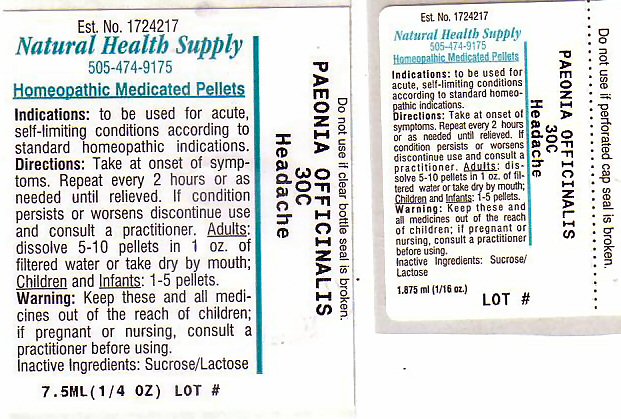 Est. No. 1724217
Natural Health Supply
505-474-9175
Homeopathic Medicated Pellets
Indications: to be used for acute,
self-limiting conditions according to
standard homeopathic indications.
Directions: Take at onset of symp-
toms. Repeat every 2 hours or as
needed until relieved. If condition
persists or worsens discontinue use
and consult a practitioner. Adults:
dissolve 5-10 pellets in 1 oz. of
filtered water or take dry by mouth;
Children and Infants: 1-5 pellets.
Warning: Keep these and all medi-
cines out of the reach of children;
if pregnant or nursing, consult a
practitioner before using.
Inactive Ingredients: Sucrose/Lactose
7.5ML(1/4 OZ) LOT #
Do not use if clear bottle seal is broken.
PAEONIA OFFICINALIS
30C
Headache
Est. No. 1724217
Natural Health Supply
505-474-9175
Homeopathic Medicated Pellets
Indications: to be used for
acute, self-limiting conditions
according to standard homeo-
pathic indications.
Directions: Take at onset of
symptoms. Repeat every 2 hours
or as needed until relieved. If
condition persists or worsens
discontinue use and consult a
practitioner. Adults: dis-
solve 5-10 pellets in 1 oz. of fil-
tered water or take dry by mouth;
Children and Infants: 1-5 pellets.
Warning: Keep these and
all medicines out of the reach
of children; if pregnant or
nursing, consult a practitioner
before using.
Inactive Ingredients: Sucrose/
Lactose
1.875 ml (1/16 oz.)
LOT #
PAEONIA OFFICINALIS
30C
Headache
Do not use if perforated cap seal is broken.